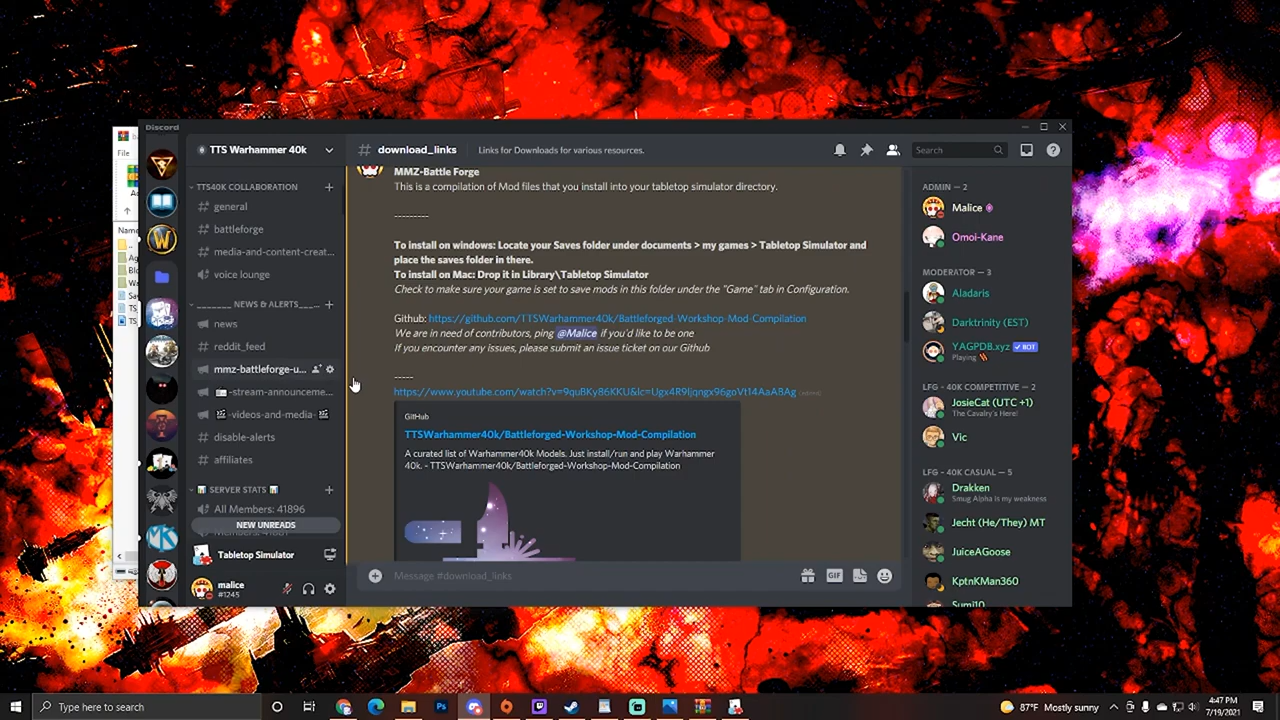 Discord
TTS Warhammer 40k
# download_links
Links for Downloads for various resources.
Search
File
Name
TTS40K COLLABORATION
general
battleforge
media-and-content-creat...
voice lounge
_______ NEWS & ALERTS____...
news
reddit_feed
mmz-battleforge-u...
-stream-announceme...
-videos-and-media-
disable-alerts
affiliates
SERVER STATS
All Members: 41896
NEW UNREADS
Tabletop Simulator
malice
#1245
MMZ-Battle Forge
This is a compilation of Mod files that you install into your tabletop simulator directory.
---------
To install on windows: Locate your Saves folder under documents > my games > Tabletop Simulator and
place the saves folder in there.
To install on Mac: Drop it in Library\Tabletop Simulator
Check to make sure your game is set to save mods in this folder under the "Game" tab in Configuration.
Github: https://github.com/TTSWarhammer40k/Battleforged-Workshop-Mod-Compilation
We are in need of contributors, ping @Malice if you'd like to be one
If you encounter any issues, please submit an issue ticket on our Github
-----
GitHub
TTSWarhammer40k/Battleforged-Workshop-Mod-Compilation
A curated list of Warhammer40k Models. Just install/run and play Warhammer
40k. - TTSWarhammer40k/Battleforged-Workshop-Mod-Compilation
Message #download_links
GIF
ADMIN — 2
Malice
Omoi-Kane
MODERATOR — 3
Aladaris
Darktrinity (EST)
YAGPDB.xyz ✓ BOT
Playing
LFG - 40K COMPETITIVE — 2
JosieCat (UTC +1)
The Cavalry's Here!
Vic
LFG - 40K CASUAL — 5
Drakken
Smug Alpha is my weakness
Jecht (He/They) MT
JuiceAGoose
KptnKMan360
Sumi10
Type here to search
87°F Mostly sunny
4:47 PM
7/19/2021